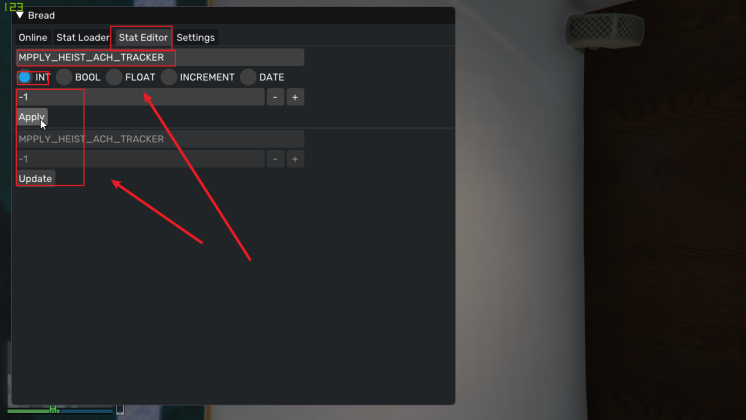 123
Bread
Online Stat Loader Stat Editor Settings
MPPLY_HEIST_ACH_TRACKER
INT BOOL FLOAT INCREMENT DATE
-1 - +
Apply
MPPLY_HEIST_ACH_TRACKER
-1 - +
Update